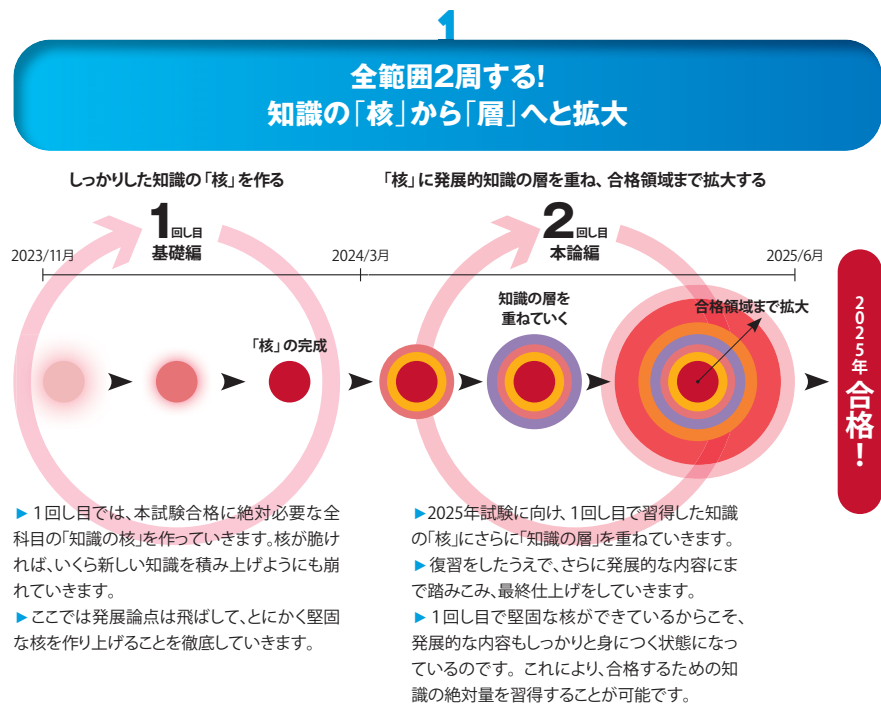 1
全範囲2周する!
知識の「核」から「層」へと拡大
しっかりした知識の「核」を作る
1回し目
基礎編
「核」に発展的知識の層を重ね、合格領域まで拡大する
2回し目
本論編
2023/11月
2024/3月
2025/6月
「核」の完成
知識の層を
重ねていく
合格領域まで拡大
2025年 合格!
▶ 1回し目では、本試験合格に絶対必要な全
科目の「知識の核」を作っていきます。核が脆け
れば、いくら新しい知識を積み上げようにも崩
れていきます。
▶ ここでは発展論点は飛ばして、とにかく堅固
な核を作り上げることを徹底していきます。
▶2025年試験に向け、1回し目で習得した知識
の「核」にさらに「知識の層」を重ねていきます。
▶ 復習をしたうえで、さらに発展的な内容にま
で踏みこみ、最終仕上げをしていきます。
▶ 1回し目で堅固な核ができているからこそ、
発展的な内容もしっかりと身につく状態になっ
ているのです。これにより、合格するための知
識の絶対量を習得することが可能です。